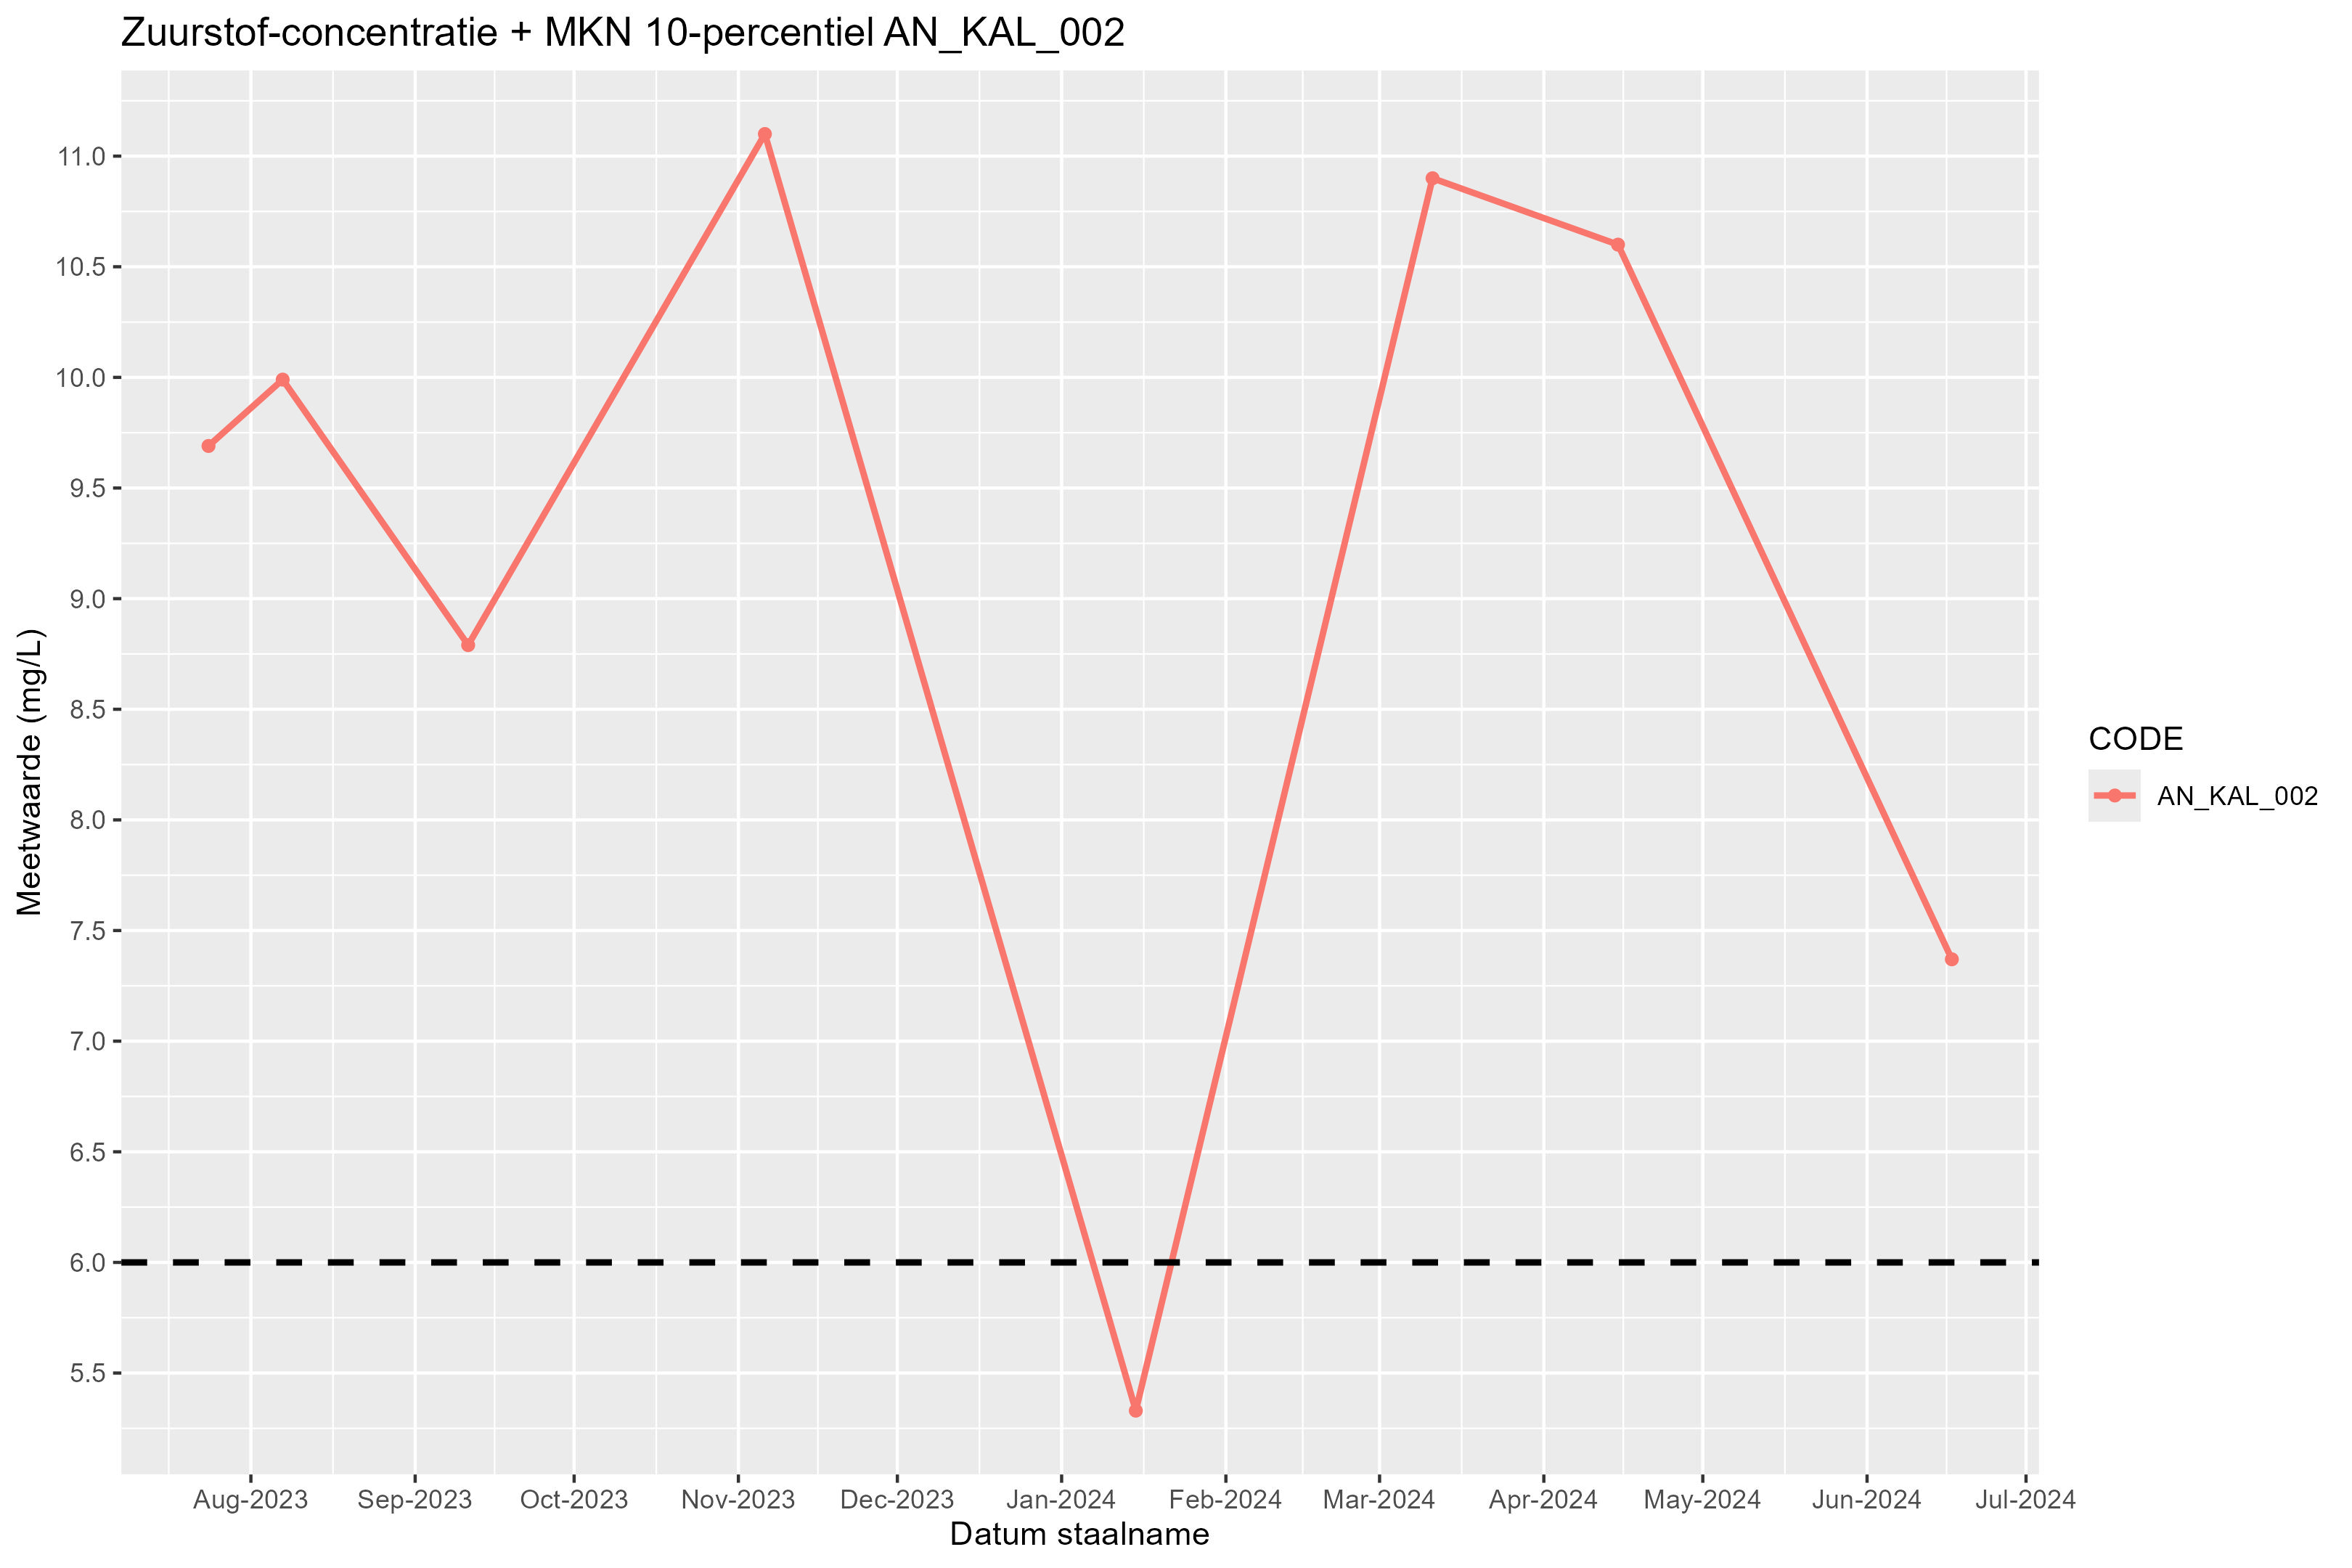 Zuurstof-concentratie + MKN 10-percentiel AN_KAL_002
Meetwaarde (mg/L)
11.0
10.5
10.0
9.5
9.0
8.5
8.0
7.5
7.0
6.5
6.0
5.5
Aug-2023 Sep-2023 Oct-2023 Nov-2023 Dec-2023 Jan-2024 Feb-2024 Mar-2024 Apr-2024 May-2024 Jun-2024 Jul-2024
Datum staalname
CODE
AN_KAL_002